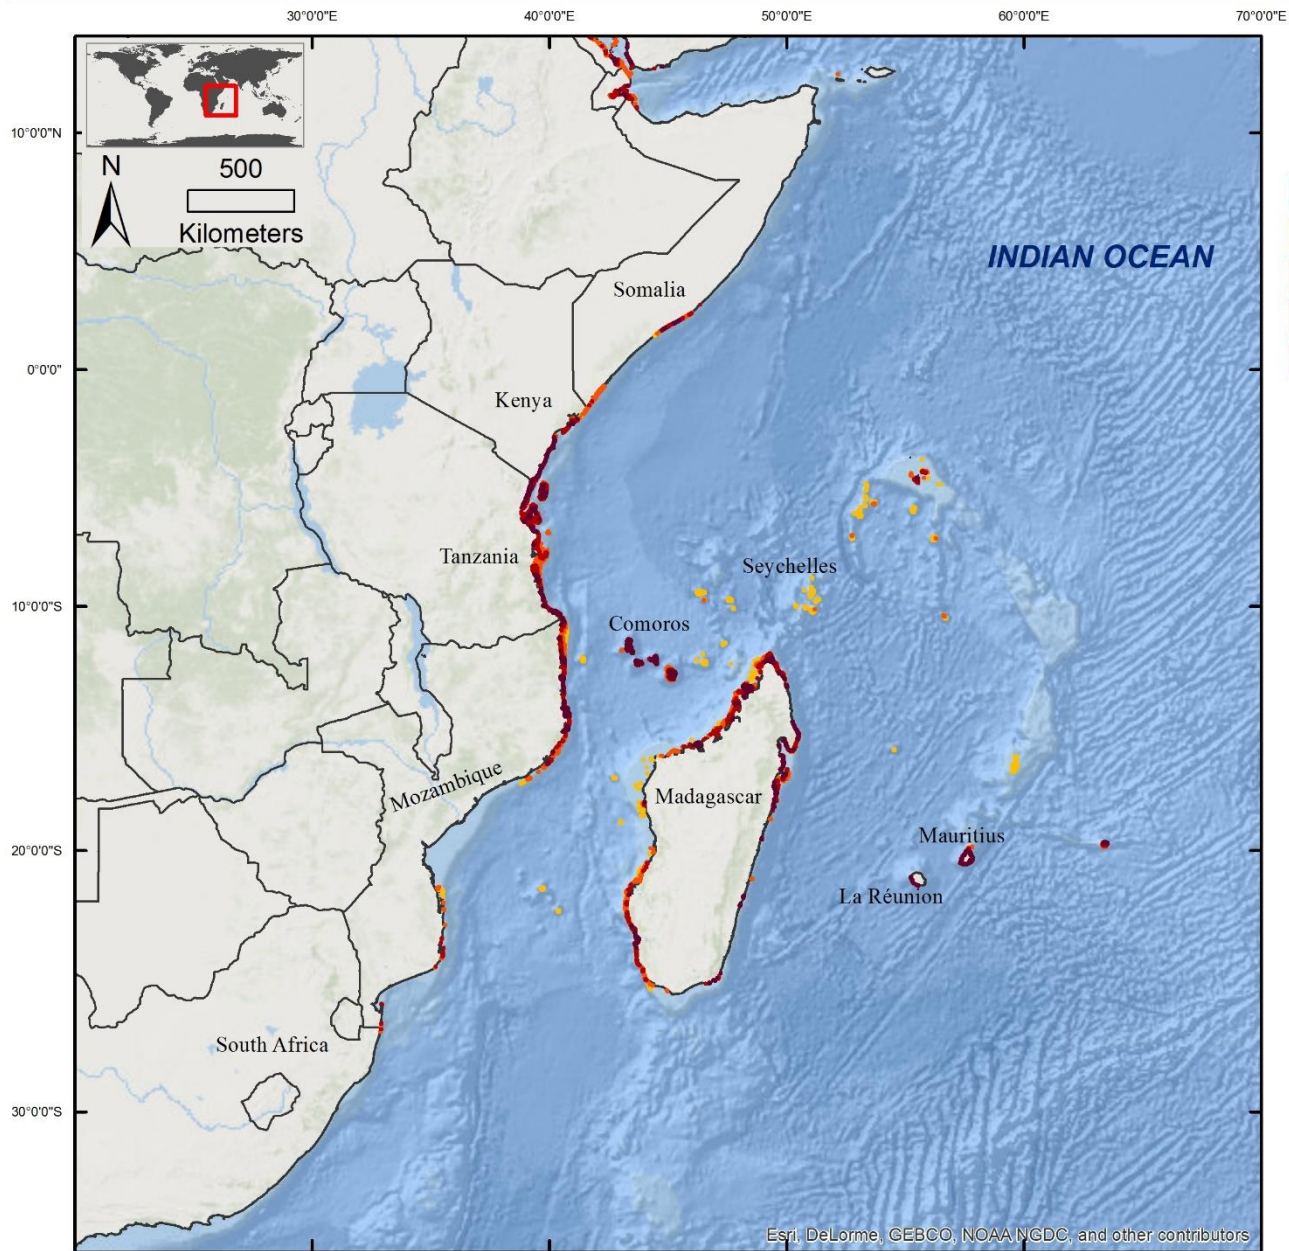 30°0'0"E 40°0'0"E 50°0'0"E 60°0'0"E 70°0'0"E
N
500
Kilometers
10°0'0"N
INDIAN OCEAN
Somalia
0°0'0"
Kenya
Tanzania
Seychelles
10°0'0"S
Comoros
Mozambique
Madagascar
Mauritius
20°0'0"S
La Réunion
South Africa
30°0'0"S
Esri, DeLorme, GEBCO, NOAA NGDC, and other contributors